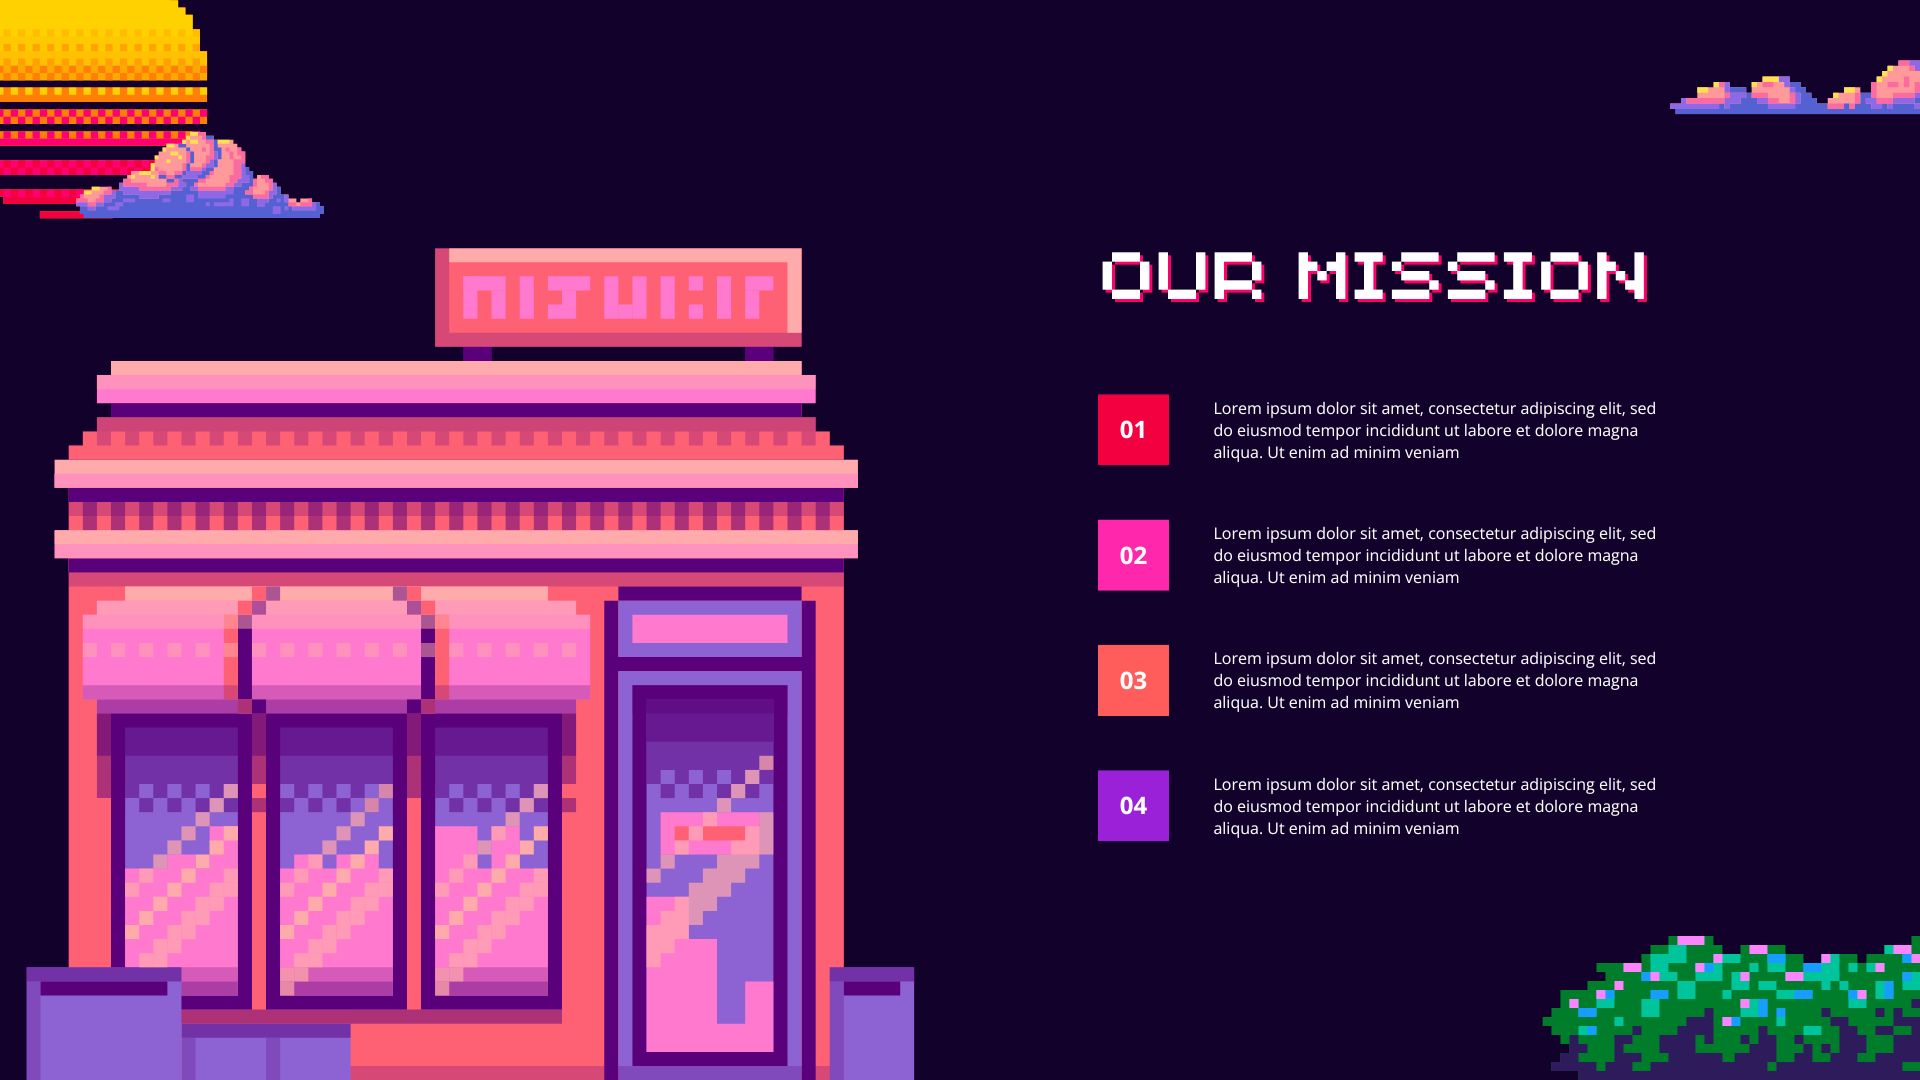 OUR MISSION
01
Lorem ipsum dolor sit amet, consectetur adipiscing elit, sed
do eiusmod tempor incididunt ut labore et dolore magna
aliqua. Ut enim ad minim veniam
02
Lorem ipsum dolor sit amet, consectetur adipiscing elit, sed
do eiusmod tempor incididunt ut labore et dolore magna
aliqua. Ut enim ad minim veniam
03
Lorem ipsum dolor sit amet, consectetur adipiscing elit, sed
do eiusmod tempor incididunt ut labore et dolore magna
aliqua. Ut enim ad minim veniam
04
Lorem ipsum dolor sit amet, consectetur adipiscing elit, sed
do eiusmod tempor incididunt ut labore et dolore magna
aliqua. Ut enim ad minim veniam